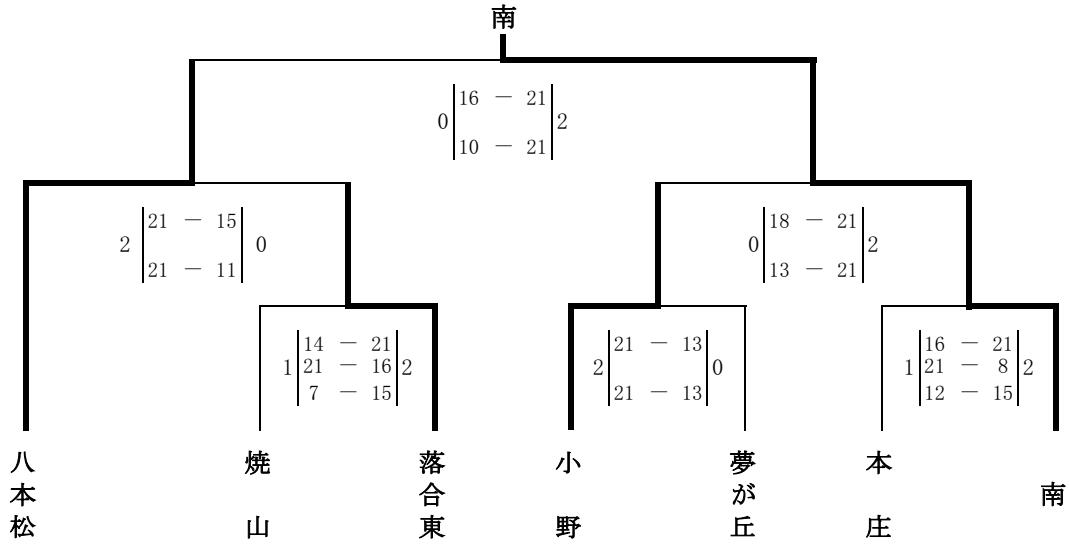 南
16 － 21
0 2
10 － 21
21 － 15
2 0
21 － 11
18 － 21
0 2
13 － 21
14 － 21
1 21 － 16 2
7 － 15
21 － 13
2 0
21 － 13
16 － 21
1 21 － 8 2
12 － 15
八本松
焼山
落合東
小野
夢が丘
本庄
南